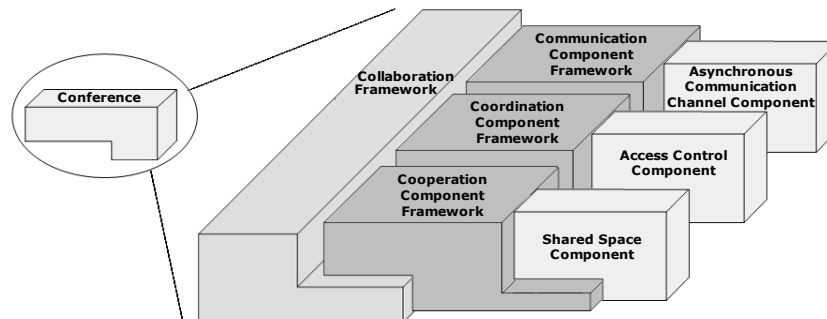 Conference
Collaboration
Framework
Communication
Component
Framework
Asynchronous
Communication
Channel Component
Coordination
Component
Framework
Access Control
Component
Cooperation
Component
Framework
Shared Space
Component